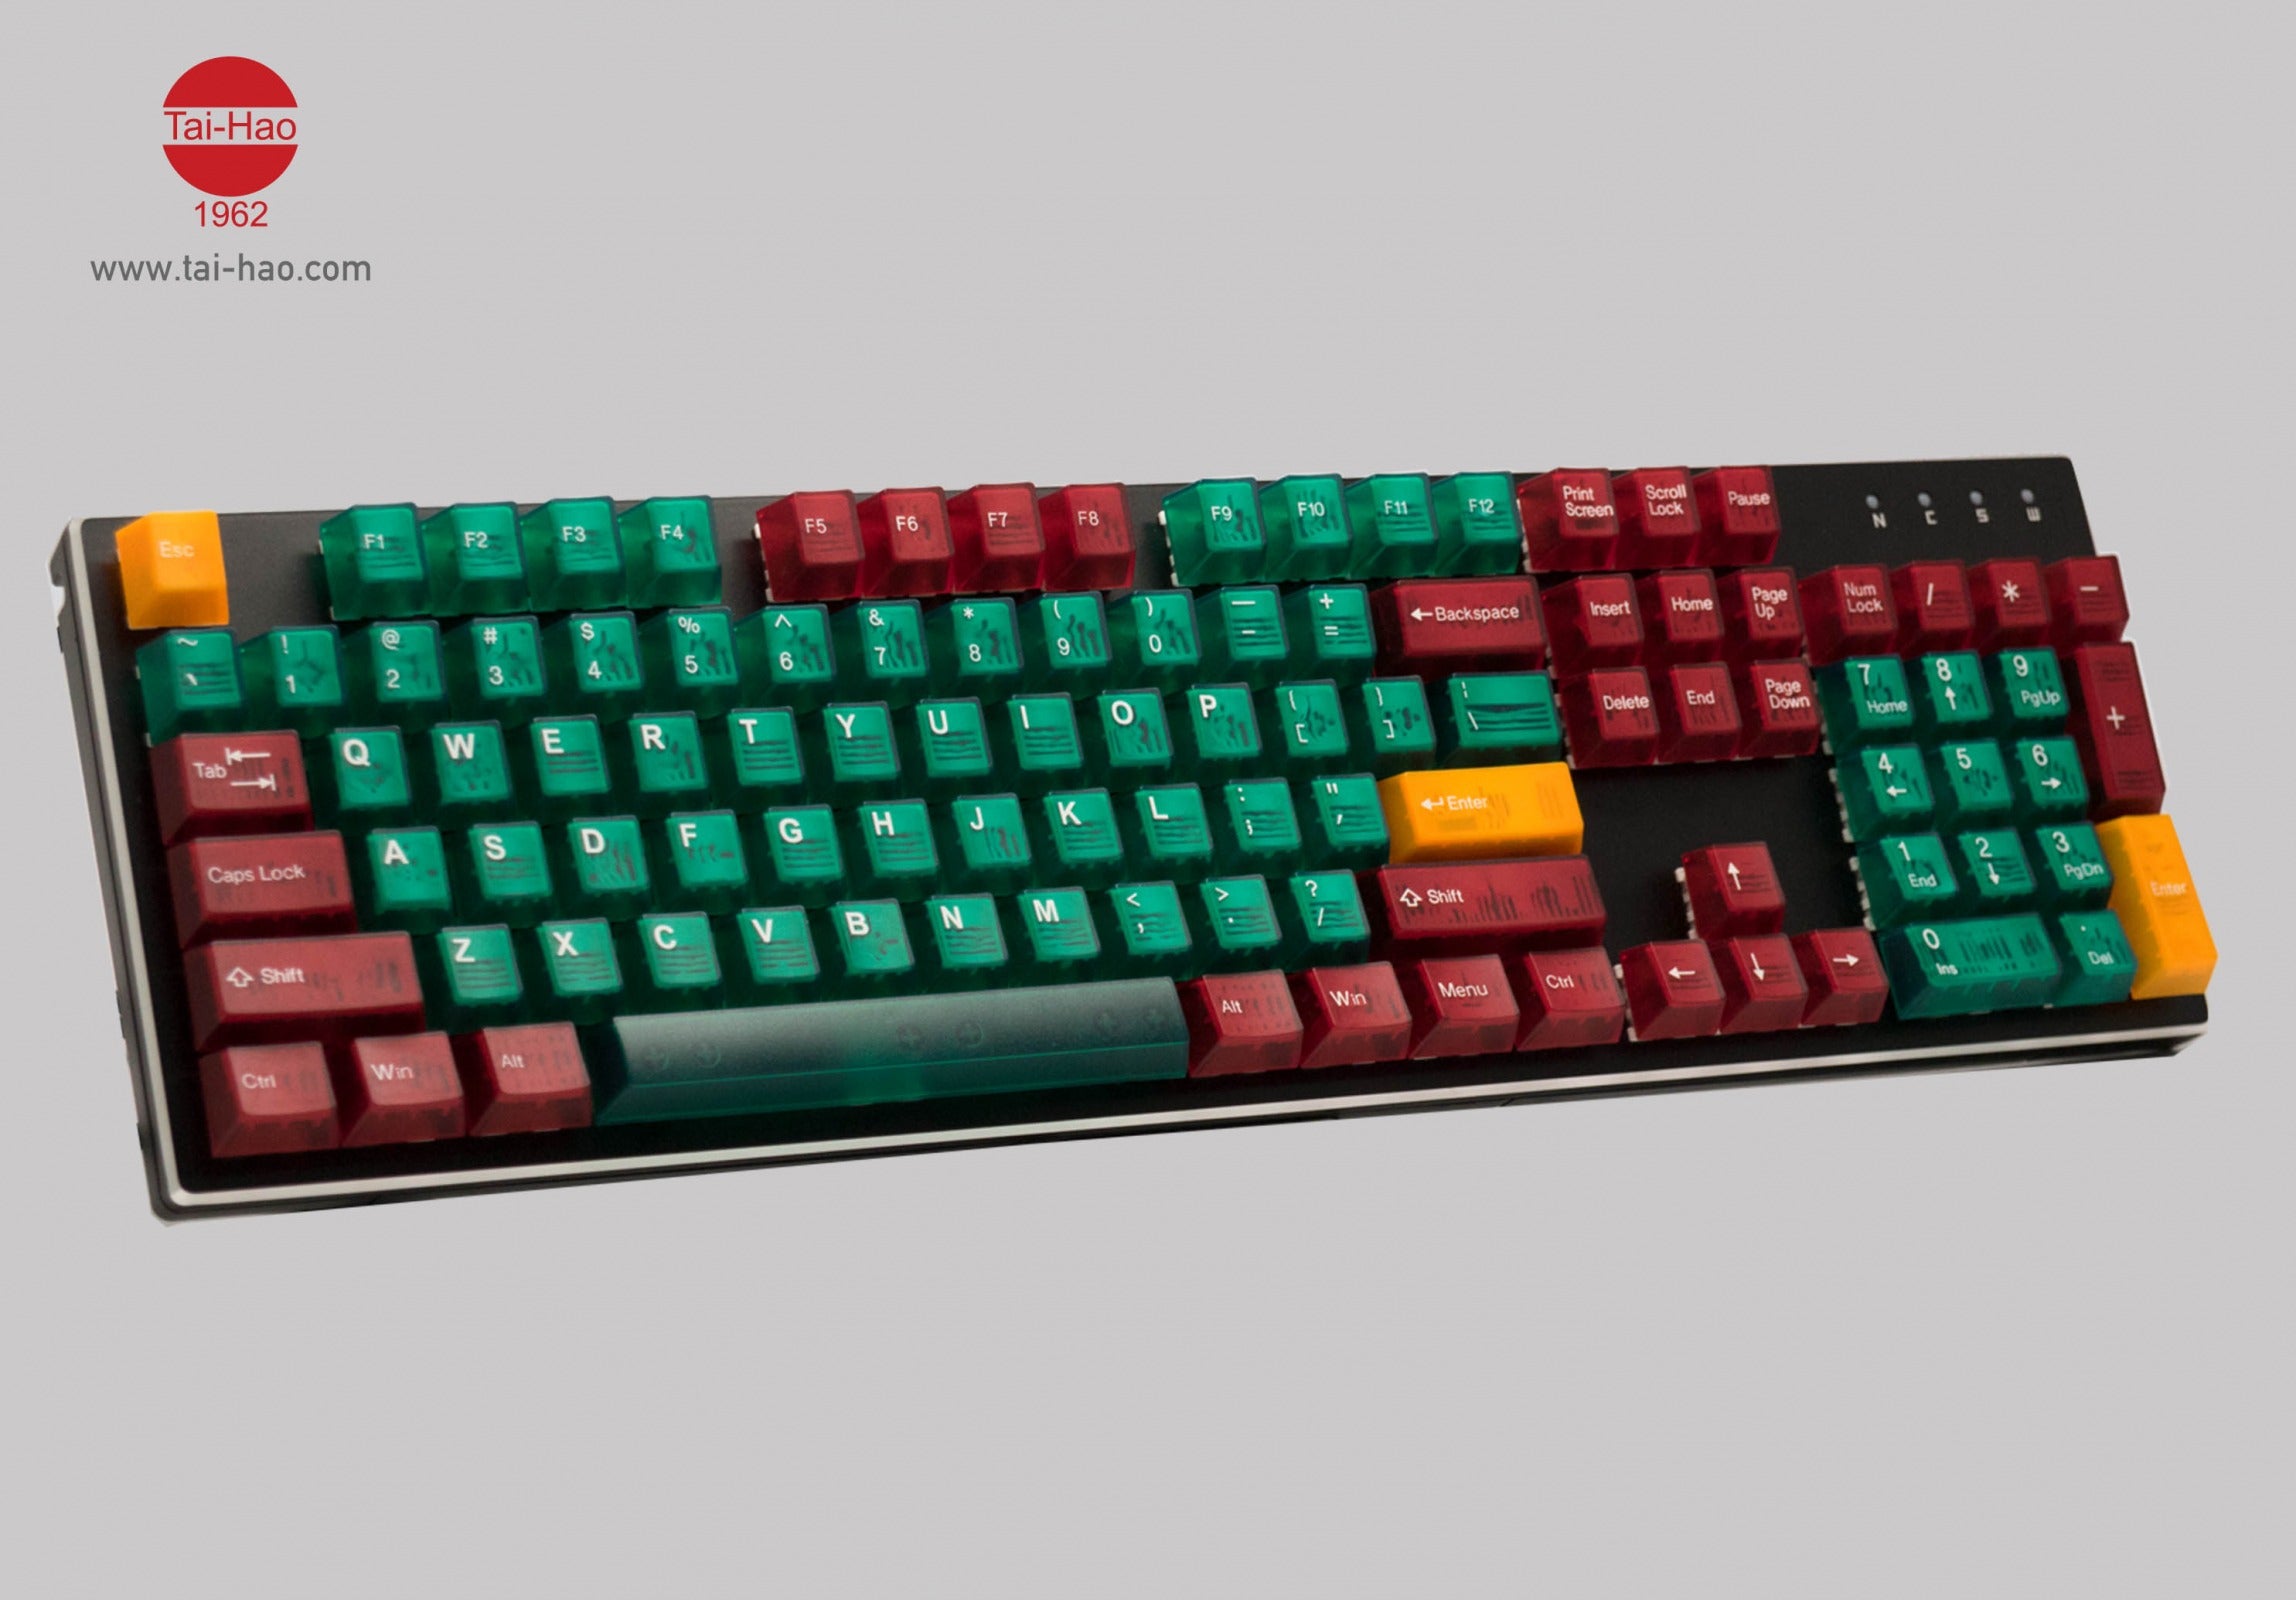 Tai-Hao
1962
www.tai-hao.com
Esc F1 F2 F3 F4 F5 F6 F7 F8 F9 F10 F11 F12 Print Screen Scroll Lock Pause
N C S W
~ ` ! 1 @ 2 # 3 $ 4 % 5 ^ 6 & 7 * 8 ( 9 ) 0 — - + = ←Backspace Insert Home Page Up Num Lock / * −
Tab Q W E R T Y U I O P { [ } ] ¦ \ Delete End Page Down 7 Home 8 ↑ 9 PgUp +
Caps Lock A S D F G H J K L : ; " ' ↵Enter 4 ← 5 6 →
⇧ Shift Z X C V B N M < , > . ? / ⇧ Shift ↑ 1 End 2 ↓ 3 PgDn Enter
Ctrl Win Alt Alt Win Menu Ctrl ← ↓ → 0 Ins . Del